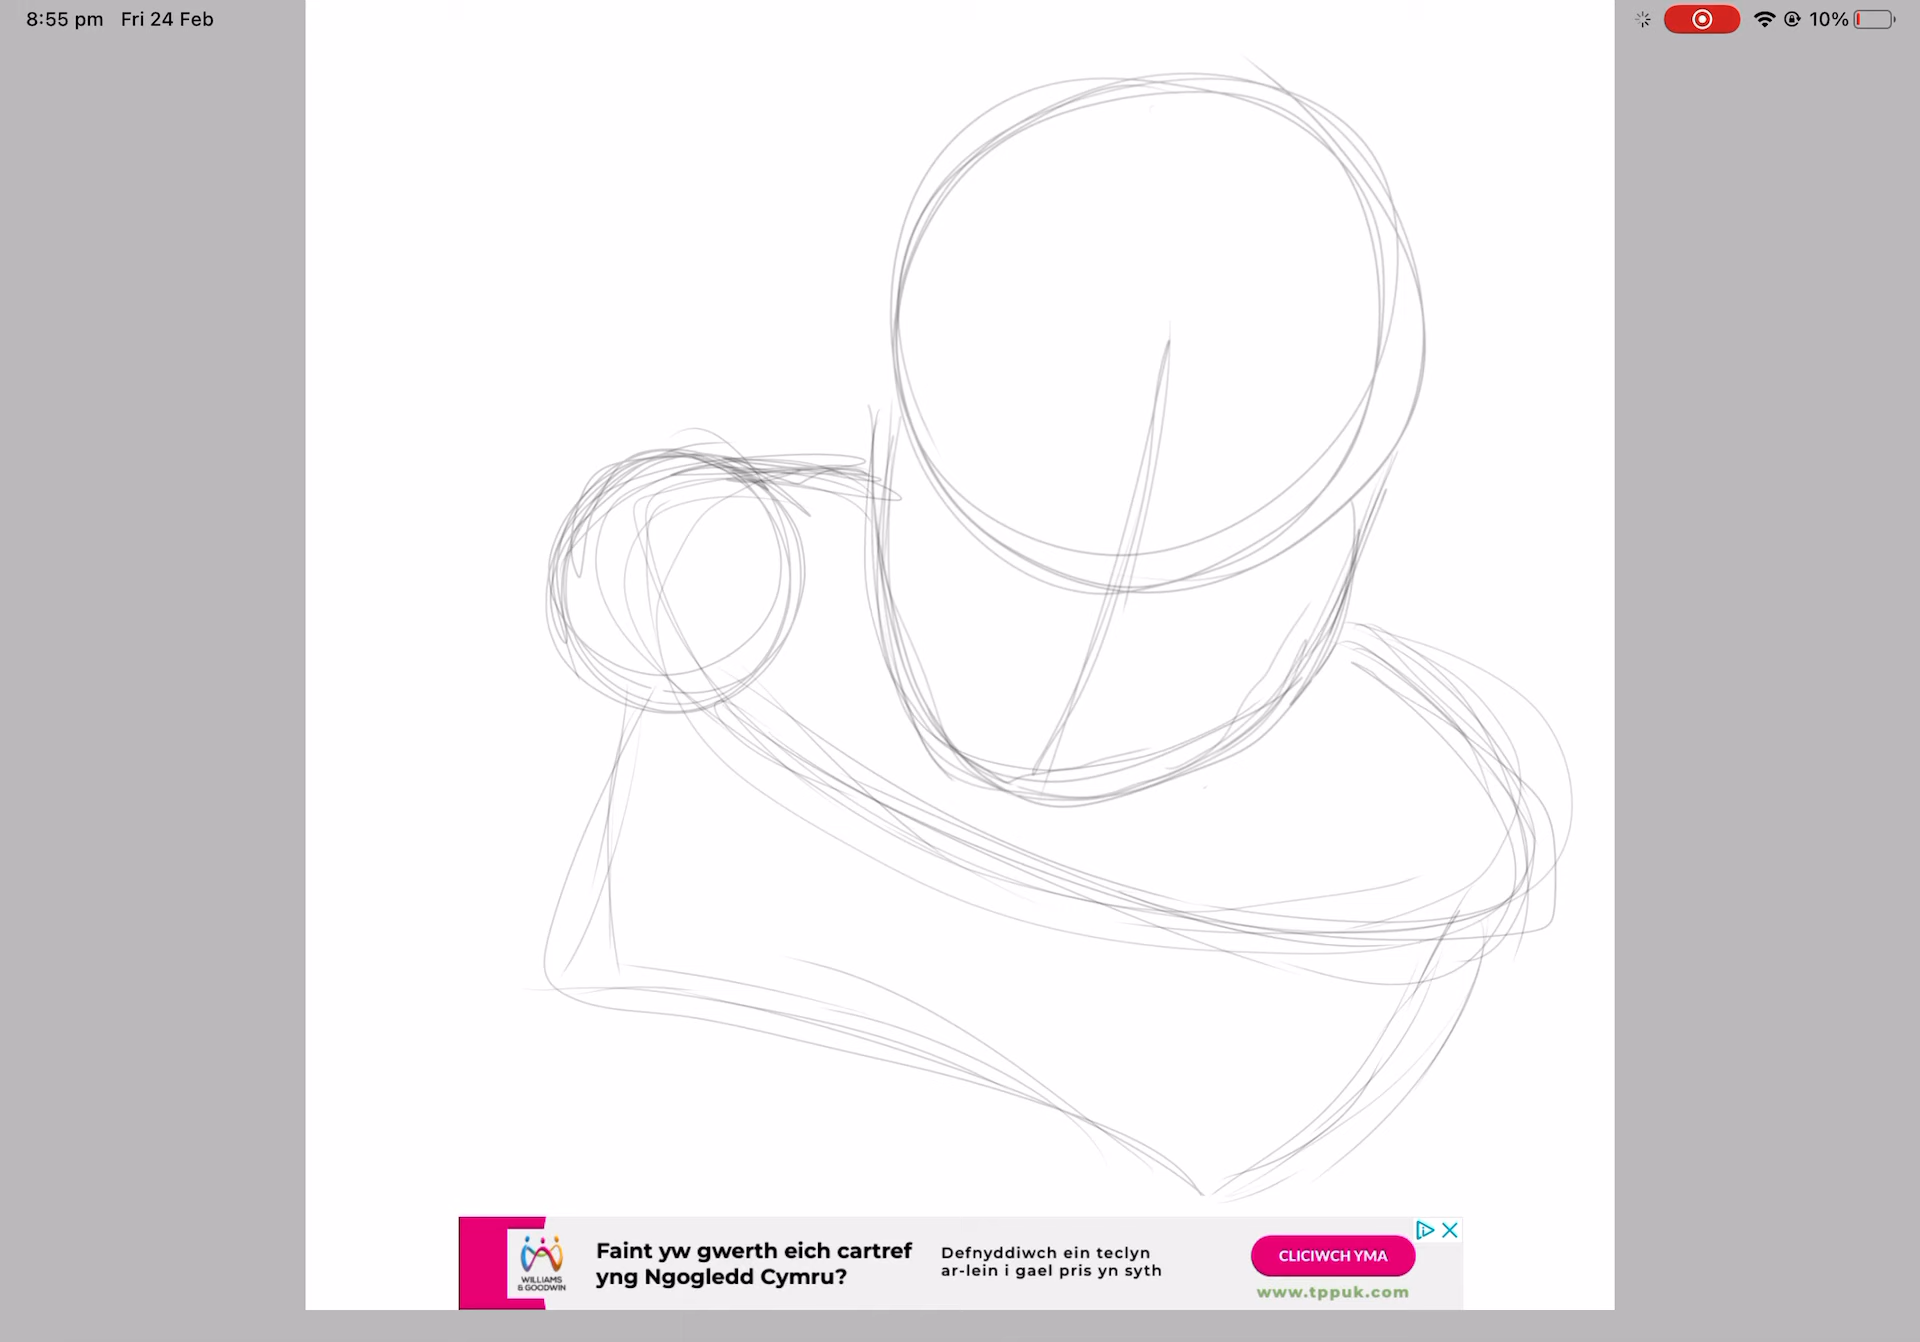 8:55 pm Fri 24 Feb
10%
WILLIAMS
& GOODWIN
Faint yw gwerth eich cartref
yng Ngogledd Cymru?
Defnyddiwch ein teclyn
ar-lein i gael pris yn syth
CLICIWCH YMA
www.tppuk.com